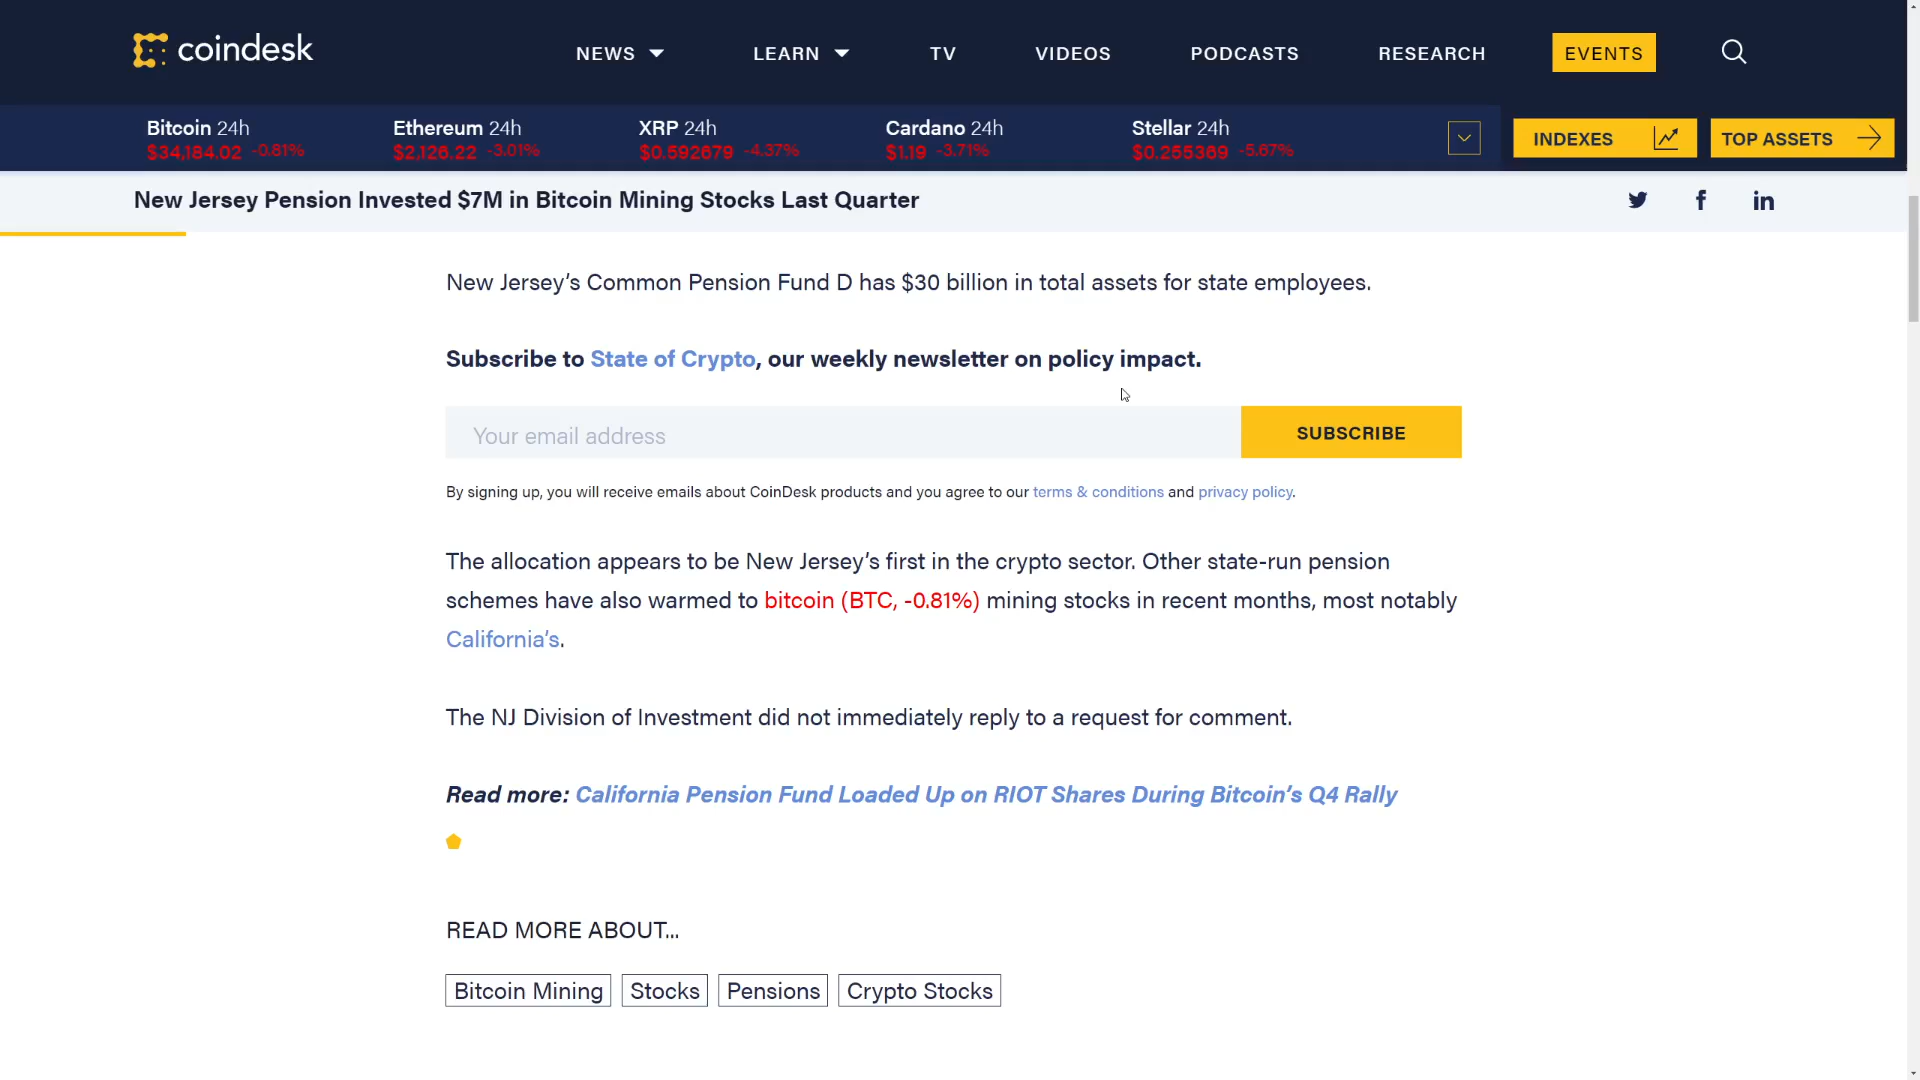 coindesk
NEWS
LEARN
TV
VIDEOS
PODCASTS
RESEARCH
EVENTS
Bitcoin 24h
$34,184.02 -0.81%
Ethereum 24h
$2,126.22 -3.01%
XRP 24h
$0.592679 -4.37%
Cardano 24h
$1.19 -3.71%
Stellar 24h
$0.255369 -5.67%
INDEXES
TOP ASSETS
New Jersey Pension Invested $7M in Bitcoin Mining Stocks Last Quarter
New Jersey’s Common Pension Fund D has $30 billion in total assets for state employees.
Subscribe to State of Crypto, our weekly newsletter on policy impact.
Your email address
SUBSCRIBE
By signing up, you will receive emails about CoinDesk products and you agree to our terms & conditions and privacy policy.
The allocation appears to be New Jersey’s first in the crypto sector. Other state-run pension
schemes have also warmed to bitcoin (BTC, -0.81%) mining stocks in recent months, most notably
California’s.
The NJ Division of Investment did not immediately reply to a request for comment.
Read more: California Pension Fund Loaded Up on RIOT Shares During Bitcoin’s Q4 Rally
READ MORE ABOUT...
Bitcoin Mining
Stocks
Pensions
Crypto Stocks